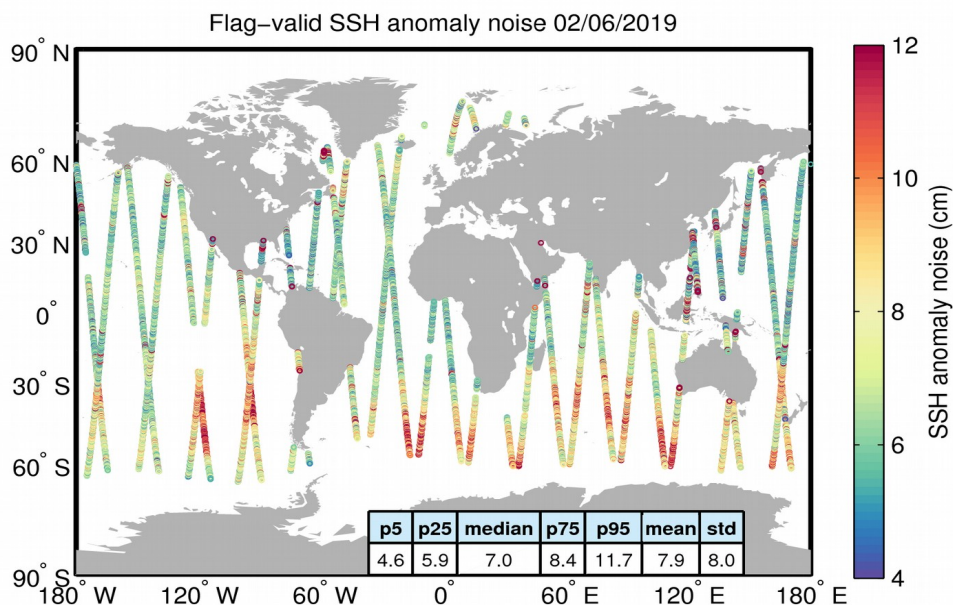 Flag−valid SSH anomaly noise 02/06/2019
90° N
60° N
30° N
0°
30° S
60° S
90° S
180° W 120° W 60° W 0° 60° E 120° E 180° E
p5 p25 median p75 p95 mean std
4.6 5.9 7.0 8.4 11.7 7.9 8.0
12
10
8
6
4
SSH anomaly noise (cm)